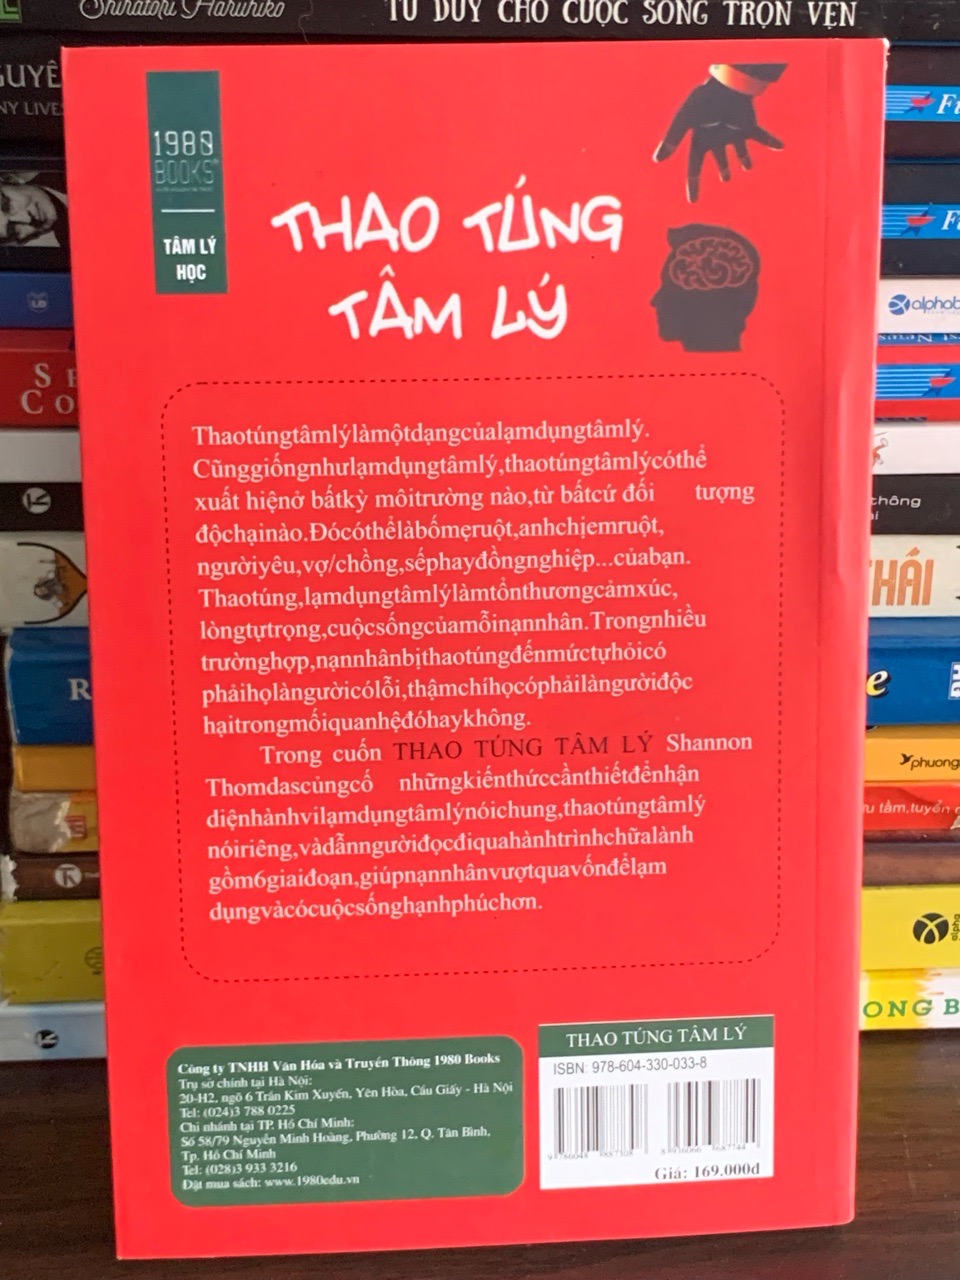 Shiratori Haruhiko
TƯ DUY CHO CUỘC SỐNG TRỌN VẸN
1980
BOOKS
TÂM LÝ
HỌC
THAO TÚNG
TÂM LÝ
Thaotúngtâmlýlàmộtdạngcủalạmdụngtâmlý.
Cũnggiốngnhưlạmdụngtâmlý,thaotúngtâmlýcóthể
xuất hiệnở bấtkỳ môitrường nào,từ bấtcứ đối tượng
độchạinào.Đócóthểlàbốmẹruột,anhchịemruột,
ngườiyêu,vợ/chồng,sếphayđồngnghiệp...củabạn.
Thaotúng,lạmdụngtâmlýlàmtổnthươngcảmxúc,
lòngtựtrọng,cuộcsốngcủamỗinạnnhân.Trongnhiều
trườnghợp,nạnnhânbịthaotúngđếnmứctựhỏicó
phảihọlàngườicólỗi,thậmchíhọcóphảilàngườiđộc
hạitrongmốiquanhệđóhaykhông.
Trong cuốn THAO TÚNG TÂM LÝ Shannon
Thomdascủngcố nhữngkiếnthứccầnthiếtđểnhận
diệnhànhvilạmdụngtâmlýnóichung,thaotúngtâmlý
nóiriêng,vàdẫnngườiđọcđiquahànhtrìnhchữalành
gồm6giaiđoạn,giúpnạnnhânvượtquavốnđểlạm
dụngvàcócuộcsốnghạnhphúchơn.
Công ty TNHH Văn Hóa và Truyền Thông 1980 Books
Trụ sở chính tại Hà Nội:
20-H2, ngõ 6 Trần Kim Xuyến, Yên Hòa, Cầu Giấy - Hà Nội
Tel: (024)3 788 0225
Chi nhánh tại TP. Hồ Chí Minh:
Số 58/79 Nguyễn Minh Hoàng, Phường 12, Q. Tân Bình,
Tp. Hồ Chí Minh
Tel: (028)3 933 3216
Đặt mua sách: www.1980edu.vn
THAO TÚNG TÂM LÝ
ISBN: 978-604-330-033-8
Giá: 169.000đ